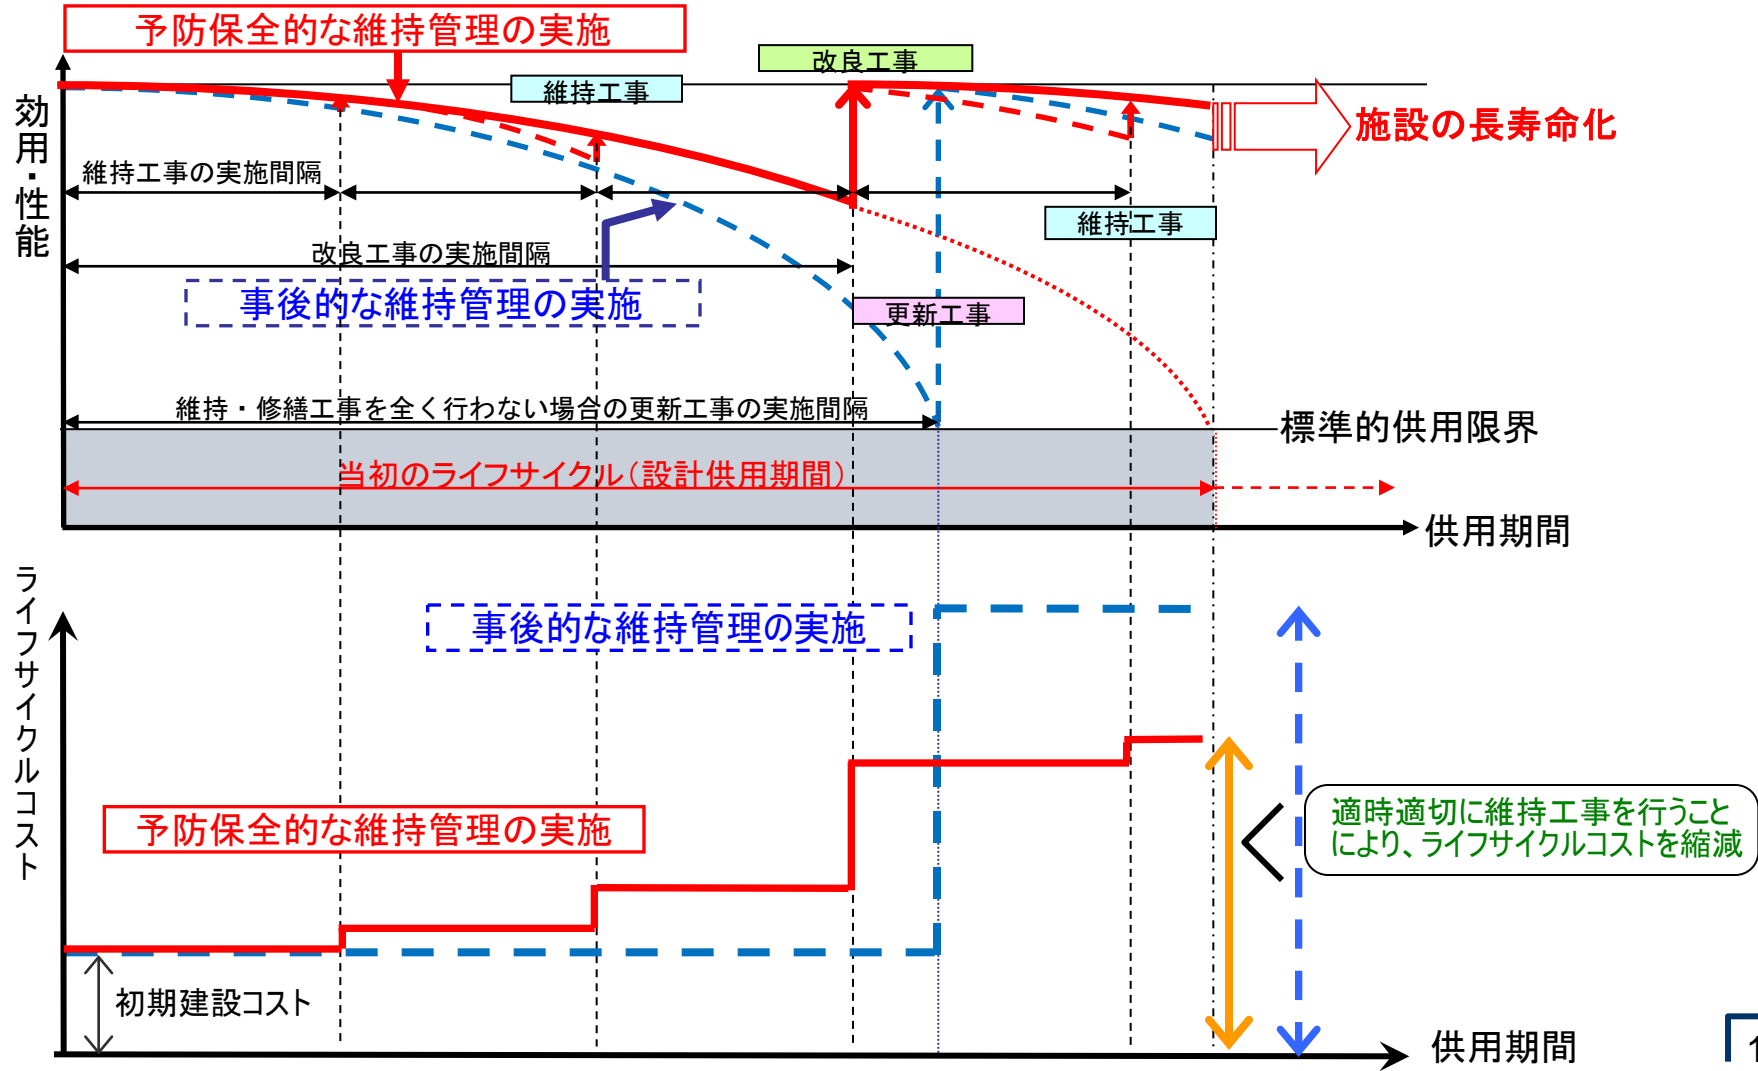 予防保全的な維持管理の実施
改良工事
維持工事
効用・性能
施設の長寿命化
維持工事の実施間隔
維持工事
改良工事の実施間隔
事後的な維持管理の実施
更新工事
維持・修繕工事を全く行わない場合の更新工事の実施間隔
標準的供用限界
当初のライフサイクル（設計供用期間）
供用期間
ライフサイクルコスト
事後的な維持管理の実施
予防保全的な維持管理の実施
適時適切に維持工事を行うこと
により、ライフサイクルコストを縮減
初期建設コスト
供用期間